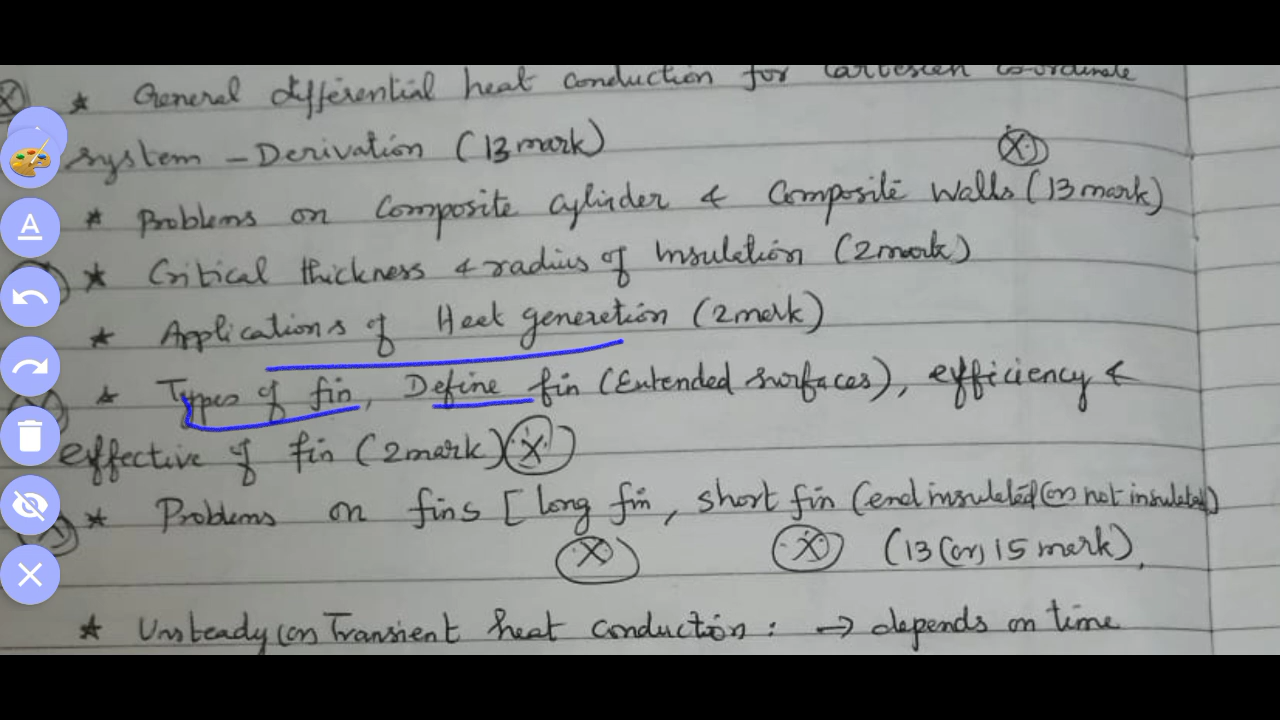 ★ General differential heat conduction for Cartesian coordinate
system - Derivation (13 mark)
★ Problems on Composite cylinder & Composite Walls (13 mark)
★ Critical thickness & radius of Insulation (2 mark)
★ Applications of Heat generation (2 mark)
★ Types of fin, Define fin (Extended surfaces), efficiency &
effective of fin (2 mark)
★ Problems on fins [long fin, short fin (end insulated (or) not insulated)
(13 (or) 15 mark),
★ Unsteady (or) Transient heat conduction : → depends on time